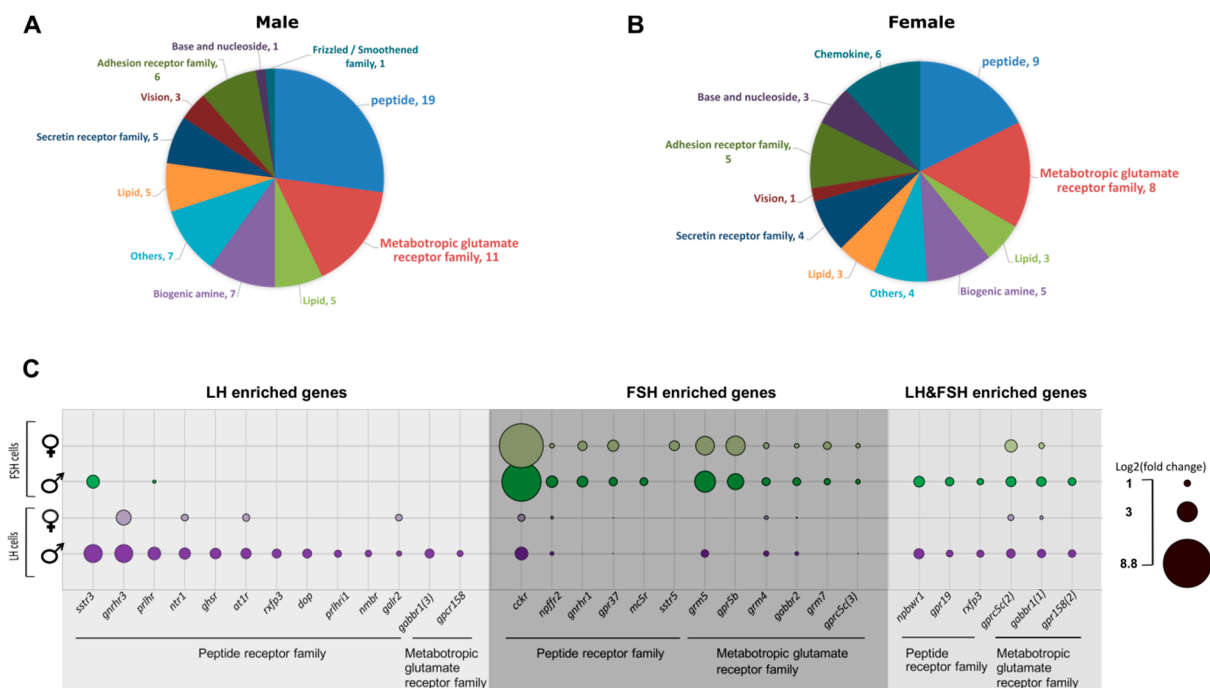 A
Male
Base and nucleoside, 1
Frizzled / Smoothened
family, 1
Adhesion receptor family,
6
Vision, 3
peptide, 19
Secretin receptor family, 5
Lipid, 5
Others, 7
Metabotropic glutamate
receptor family, 11
Biogenic amine, 7
Lipid, 5
B
Female
Chemokine, 6
peptide, 9
Base and nucleoside, 3
Adhesion receptor family,
5
Metabotropic glutamate
receptor family, 8
Vision, 1
Secretin receptor family, 4
Lipid, 3
Lipid, 3
Others, 4
Biogenic amine, 5
C
LH enriched genes
FSH enriched genes
LH&FSH enriched genes
FSH cells
♀
♂
LH cells
♀
♂
Log2(fold change)
1
3
8.8
sstr3
gnrhr3
prlhr
ntr1
ghsr
at1r
rxfp3
dop
prlhri1
nmbr
galr2
gabbr1(3)
gpcr158
cckr
npffr2
gnrhr1
gpr37
mc5r
sstr5
grm5
gpr5b
grm4
gabbr2
grm7
gprc5c(3)
npbwr1
gpr19
rxfp3
gprc5c(2)
gabbr1(1)
gpr158(2)
Peptide receptor family
Metabotropic
glutamate
receptor family
Peptide receptor family
Metabotropic glutamate
receptor family
Peptide
receptor family
Metabotropic
glutamate
receptor family